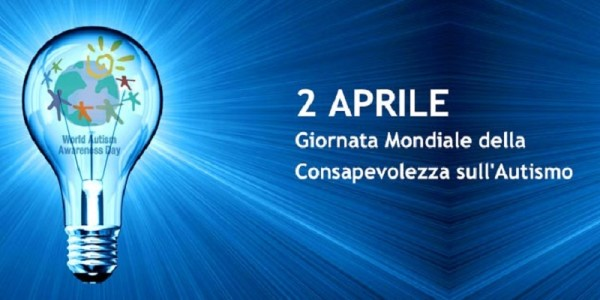 World Autism
Awareness Day
2 APRILE
Giornata Mondiale della
Consapevolezza sull'Autismo